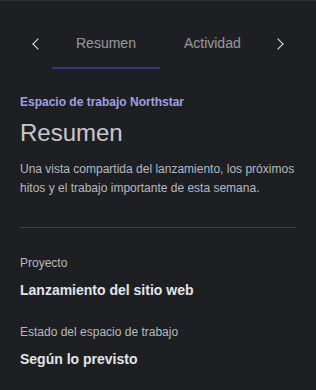 Resumen Actividad
Espacio de trabajo Northstar
Resumen
Una vista compartida del lanzamiento, los próximos
hitos y el trabajo importante de esta semana.
Proyecto
Lanzamiento del sitio web
Estado del espacio de trabajo
Según lo previsto